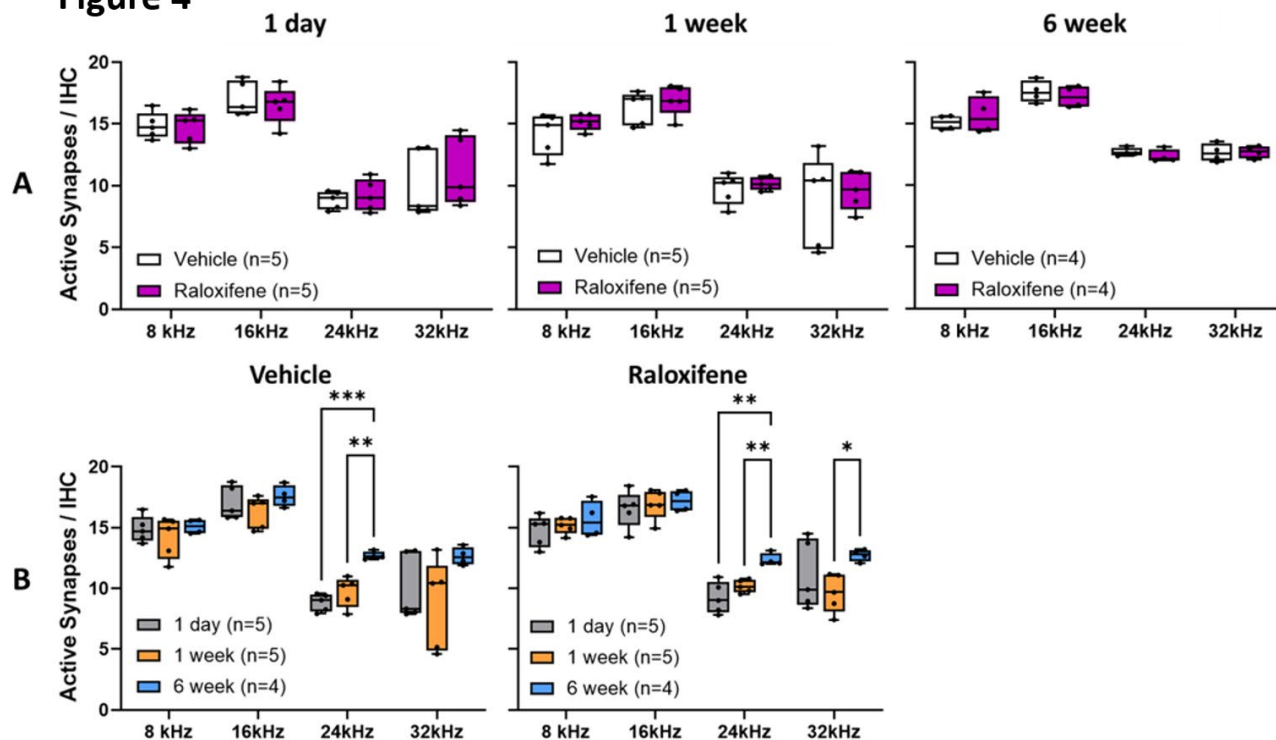 Figure 4
1 day
1 week
6 week
A
Active Synapses / IHC
20
15
10
5
0
Vehicle (n=5)
Raloxifene (n=5)
8 kHz 16kHz 24kHz 32kHz
Vehicle (n=5)
Raloxifene (n=5)
8 kHz 16kHz 24kHz 32kHz
Vehicle (n=4)
Raloxifene (n=4)
8 kHz 16kHz 24kHz 32kHz
B
Vehicle
Raloxifene
Active Synapses / IHC
20
15
10
5
0
***
**
1 day (n=5)
1 week (n=5)
6 week (n=4)
8 kHz 16kHz 24kHz 32kHz
**
**
*
1 day (n=5)
1 week (n=5)
6 week (n=4)
8 kHz 16kHz 24kHz 32kHz